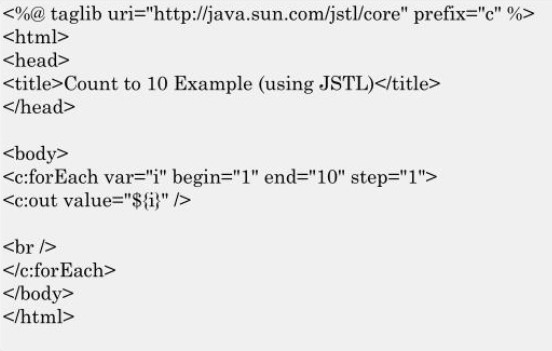 <%@ taglib uri="http://java.sun.com/jstl/core" prefix="c" %>
<html>
<head>
<title>Count to 10 Example (using JSTL)</title>
</head>
<body>
<c:forEach var="i" begin="1" end="10" step="1">
<c:out value="${i}" />
<br />
</c:forEach>
</body>
</html>